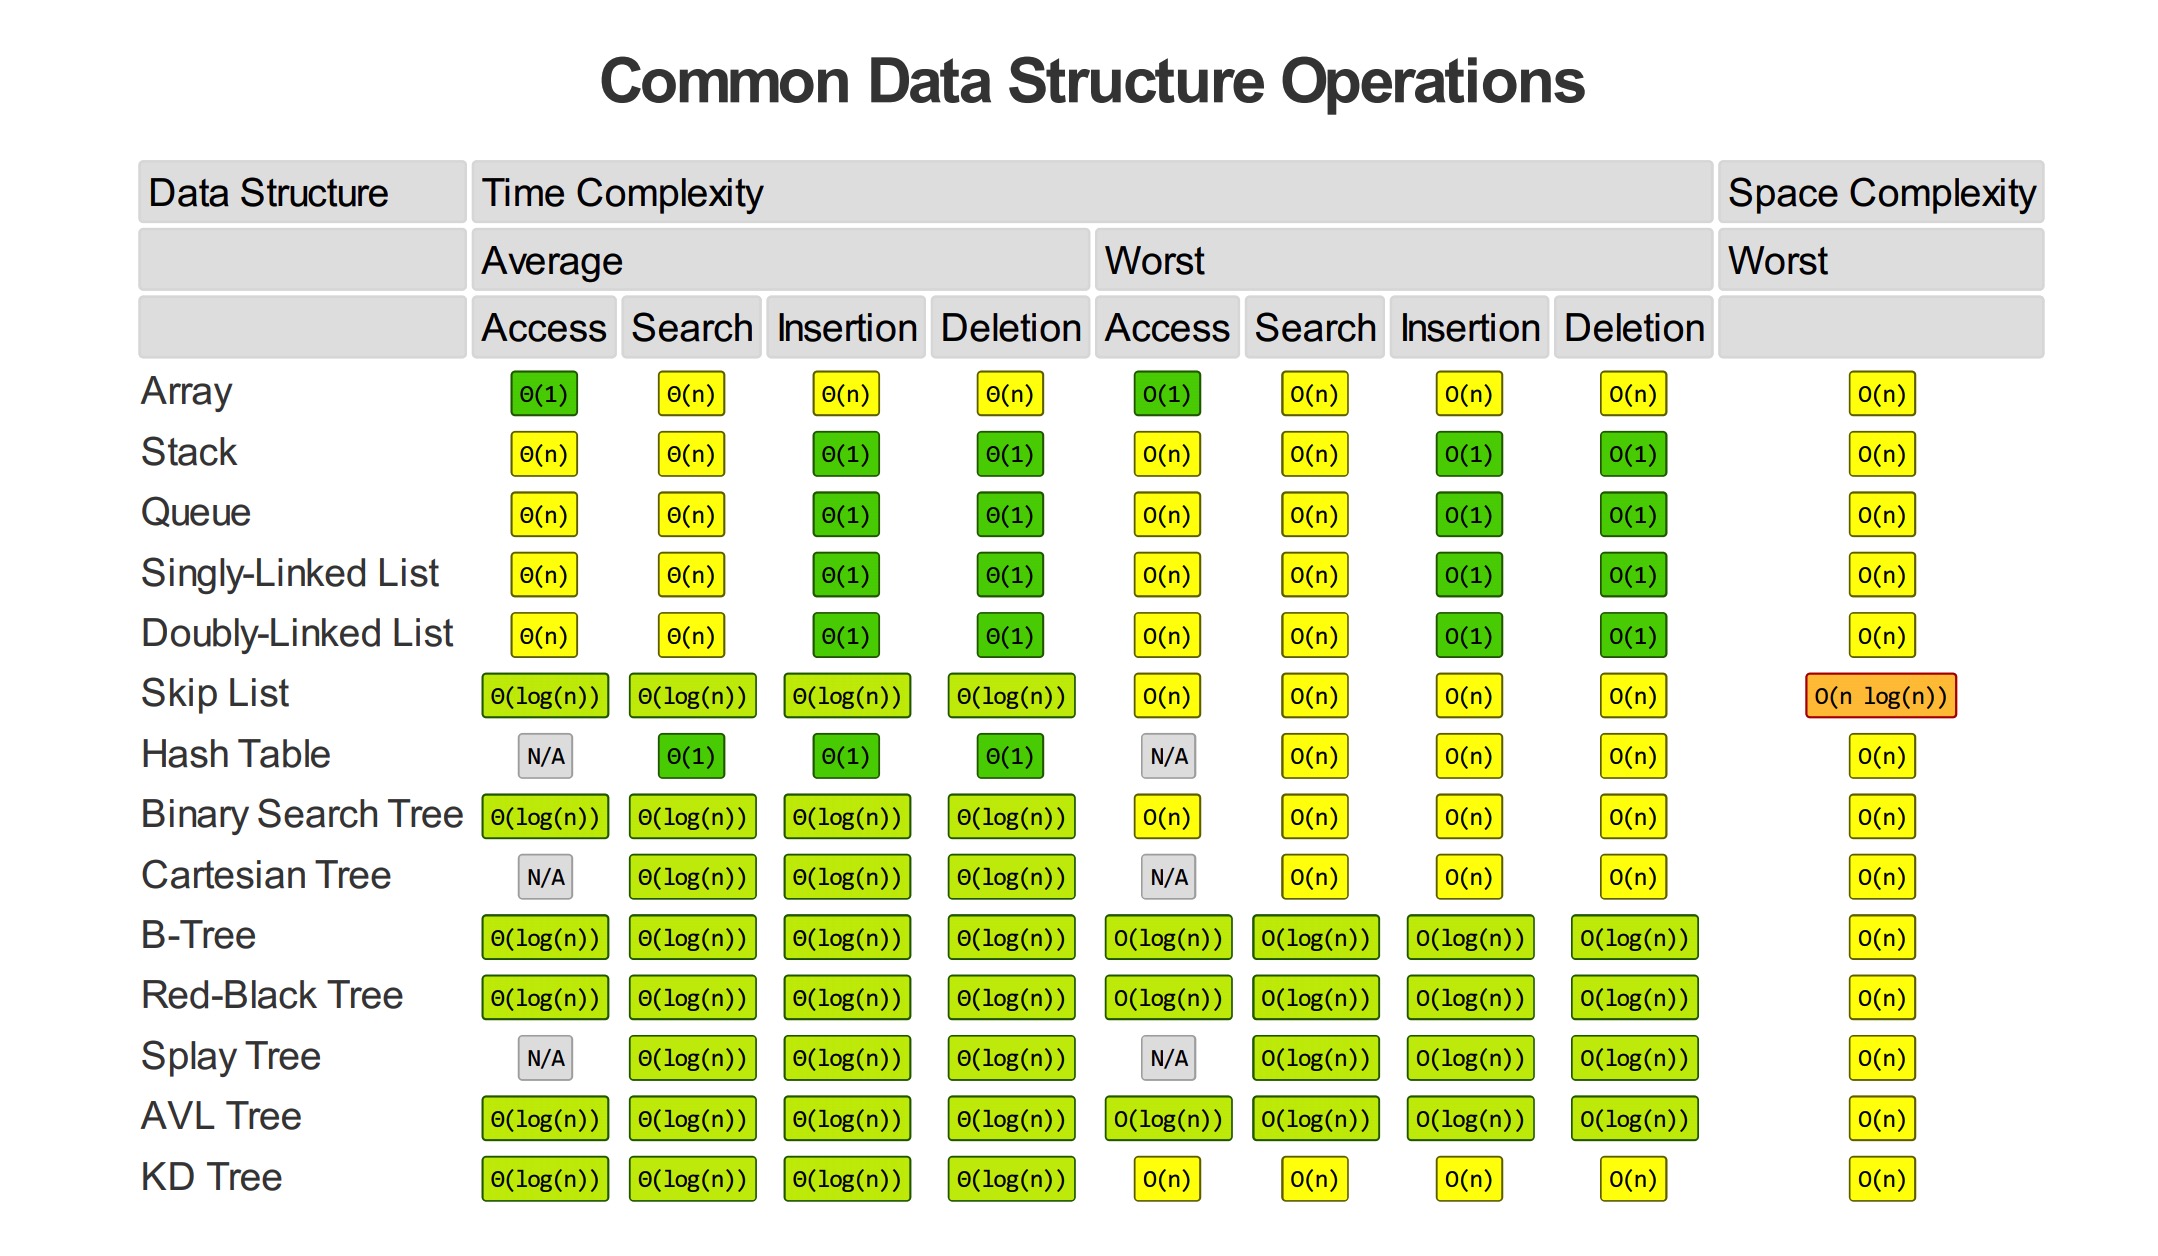 Common Data Structure Operations
Data Structure Time Complexity Space Complexity
Average Worst Worst
Access Search Insertion Deletion Access Search Insertion Deletion
Array Θ(1) Θ(n) Θ(n) Θ(n) O(1) O(n) O(n) O(n) O(n)
Stack Θ(n) Θ(n) Θ(1) Θ(1) O(n) O(n) O(1) O(1) O(n)
Queue Θ(n) Θ(n) Θ(1) Θ(1) O(n) O(n) O(1) O(1) O(n)
Singly-Linked List Θ(n) Θ(n) Θ(1) Θ(1) O(n) O(n) O(1) O(1) O(n)
Doubly-Linked List Θ(n) Θ(n) Θ(1) Θ(1) O(n) O(n) O(1) O(1) O(n)
Skip List Θ(log(n)) Θ(log(n)) Θ(log(n)) Θ(log(n)) O(n) O(n) O(n) O(n) O(n log(n))
Hash Table N/A Θ(1) Θ(1) Θ(1) N/A O(n) O(n) O(n) O(n)
Binary Search Tree Θ(log(n)) Θ(log(n)) Θ(log(n)) Θ(log(n)) O(n) O(n) O(n) O(n) O(n)
Cartesian Tree N/A Θ(log(n)) Θ(log(n)) Θ(log(n)) N/A O(n) O(n) O(n) O(n)
B-Tree Θ(log(n)) Θ(log(n)) Θ(log(n)) Θ(log(n)) O(log(n)) O(log(n)) O(log(n)) O(log(n)) O(n)
Red-Black Tree Θ(log(n)) Θ(log(n)) Θ(log(n)) Θ(log(n)) O(log(n)) O(log(n)) O(log(n)) O(log(n)) O(n)
Splay Tree N/A Θ(log(n)) Θ(log(n)) Θ(log(n)) N/A O(log(n)) O(log(n)) O(log(n)) O(n)
AVL Tree Θ(log(n)) Θ(log(n)) Θ(log(n)) Θ(log(n)) O(log(n)) O(log(n)) O(log(n)) O(log(n)) O(n)
KD Tree Θ(log(n)) Θ(log(n)) Θ(log(n)) Θ(log(n)) O(n) O(n) O(n) O(n) O(n)